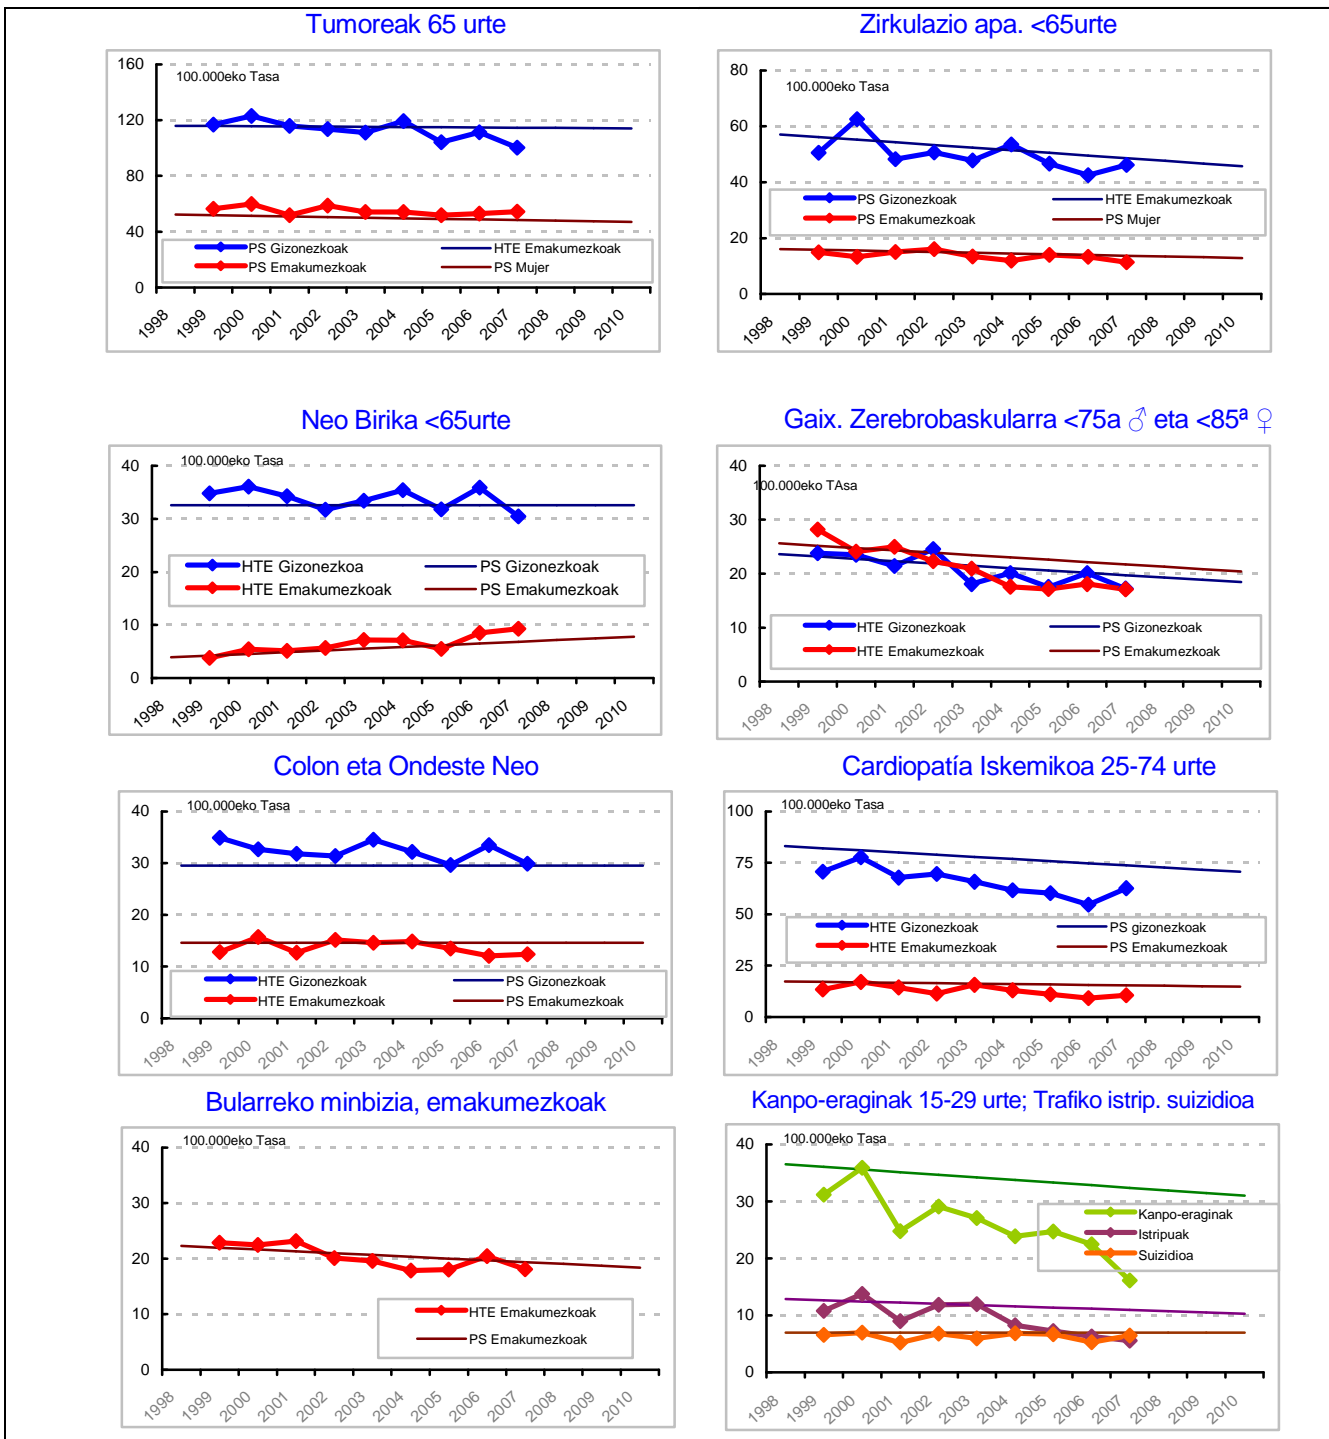 Tumoreak 65 urte
100.000eko Tasa
160
120
80
40
0
PS Gizonezkoak
HTE Emakumezkoak
PS Emakumezkoak
PS Mujer
1998 1999 2000 2001 2002 2003 2004 2005 2006 2007 2008 2009 2010
Zirkulazio apa. <65urte
100.000eko Tasa
80
60
40
20
0
PS Gizonezkoak
HTE Emakumezkoak
PS Emakumezkoak
PS Mujer
1998 1999 2000 2001 2002 2003 2004 2005 2006 2007 2008 2009 2010
Neo Birika <65urte
100.000eko Tasa
40
30
20
10
0
HTE Gizonezkoa
PS Gizonezkoak
HTE Emakumezkoak
PS Emakumezkoak
1998 1999 2000 2001 2002 2003 2004 2005 2006 2007 2008 2009 2010
Gaix. Zerebrobaskularra <75a ♂ eta <85ª ♀
100.000eko TAsa
40
30
20
10
0
HTE Gizonezkoak
PS Gizonezkoak
HTE Emakumezkoak
PS Emakumezkoak
1998 1999 2000 2001 2002 2003 2004 2005 2006 2007 2008 2009 2010
Colon eta Ondeste Neo
100.000eko Tasa
40
30
20
10
0
HTE Gizonezkoak
PS Gizonezkoak
HTE Emakumezkoak
PS Emakumezkoak
1998 1999 2000 2001 2002 2003 2004 2005 2006 2007 2008 2009 2010
Cardiopatía Iskemikoa 25-74 urte
100.000eko Tasa
100
75
50
25
0
HTE Gizonezkoak
PS gizonezkoak
HTE Emakumezkoak
PS Emakumezkoak
1998 1999 2000 2001 2002 2003 2004 2005 2006 2007 2008 2009 2010
Bularreko minbizia, emakumezkoak
100.000eko Tasa
40
30
20
10
0
HTE Emakumezkoak
PS Emakumezkoak
1998 1999 2000 2001 2002 2003 2004 2005 2006 2007 2008 2009 2010
Kanpo-eraginak 15-29 urte; Trafiko istrip. suizidioa
100.000eko Tasa
40
30
20
10
0
Kanpo-eraginak
Istripuak
Suizidioa
1998 1999 2000 2001 2002 2003 2004 2005 2006 2007 2008 2009 2010